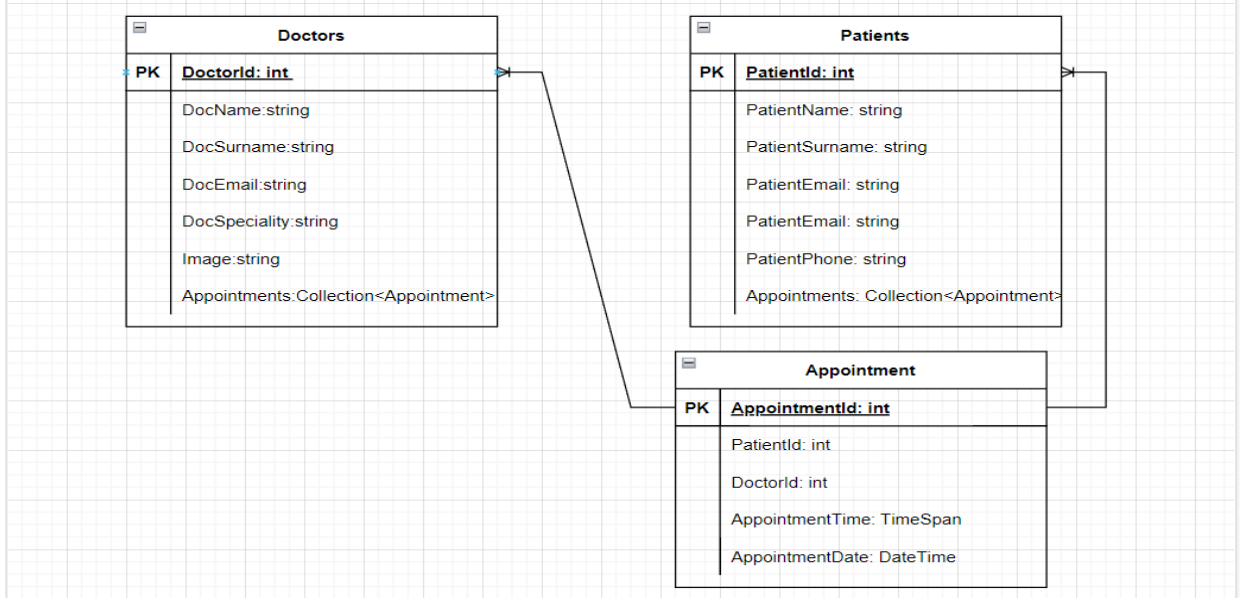 Doctors
PK DoctorId: int
DocName:string
DocSurname:string
DocEmail:string
DocSpeciality:string
Image:string
Appointments:Collection<Appointment>
Patients
PK PatientId: int
PatientName: string
PatientSurname: string
PatientEmail: string
PatientEmail: string
PatientPhone: string
Appointments: Collection<Appointment>
Appointment
PK AppointmentId: int
PatientId: int
DoctorId: int
AppointmentTime: TimeSpan
AppointmentDate: DateTime